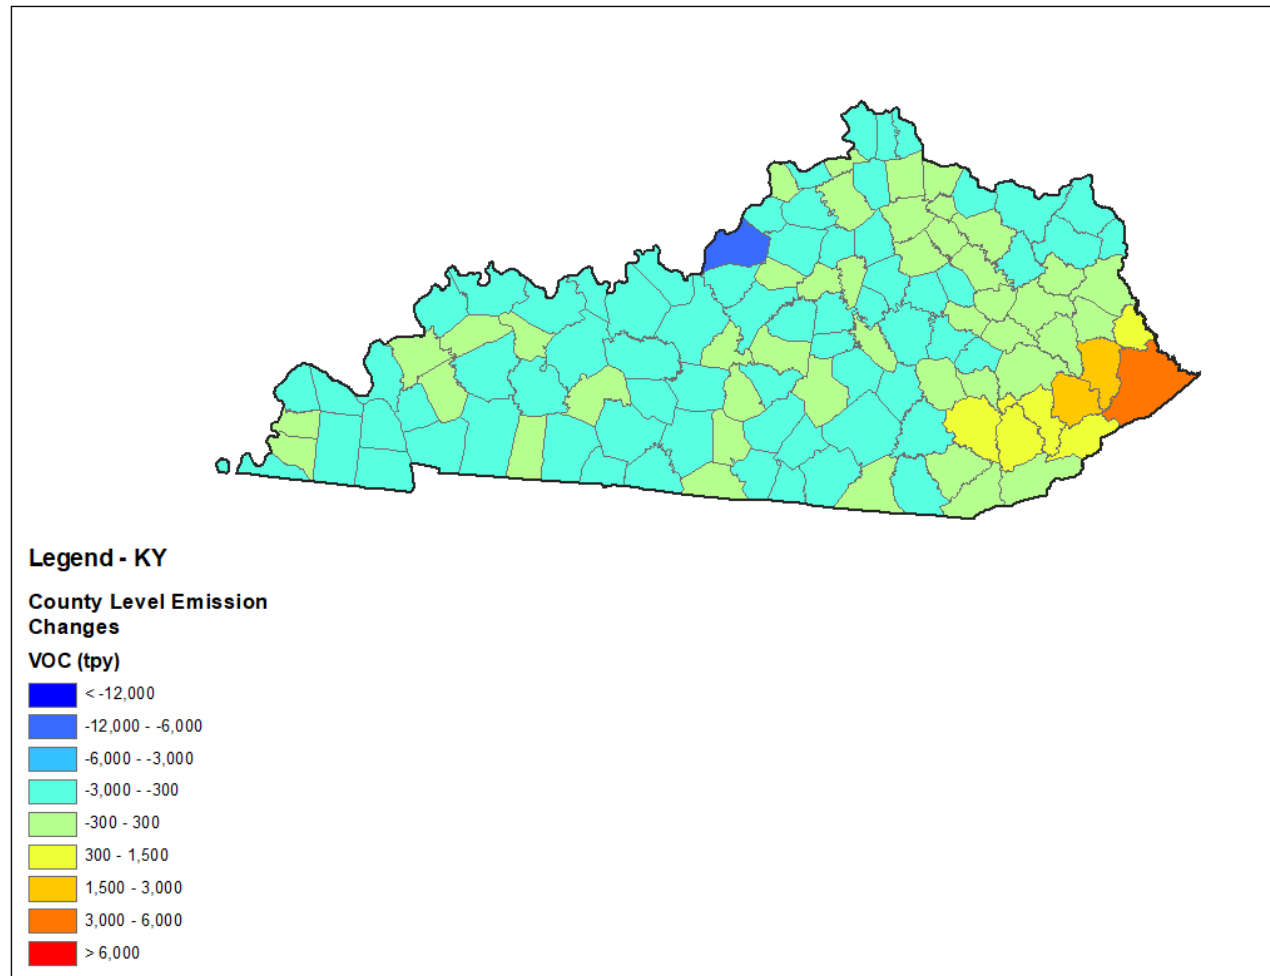 Legend - KY
County Level Emission
Changes
VOC (tpy)
< -12,000
-12,000 - -6,000
-6,000 - -3,000
-3,000 - -300
-300 - 300
300 - 1,500
1,500 - 3,000
3,000 - 6,000
> 6,000